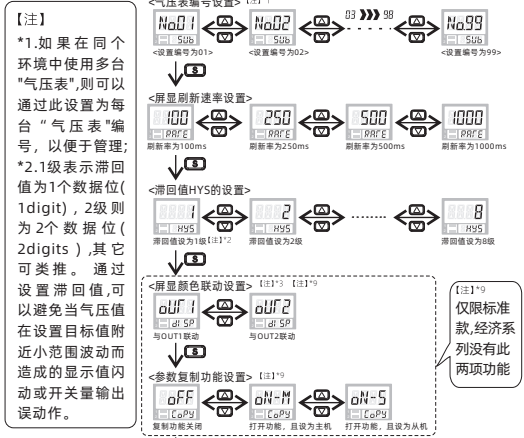 【注】
*1.如果在同个
环境中使用多台
"气压表",则可以
通过此设置为每
台“气压表"编
号，以便于管理;
*2.1级表示滞回
值为1个数据位(
1digit)，2级则
为2个数据位(
2digits),其它
可类推。 通过
设置滞回值,可
以避免当气压值
在设置目标值附
近小范围波动而
造成的显示值闪
动或开关量输出
误动作。
<气压表编号设置>
No01 No02 03 98 No99
SUb SUb SUb
<设置编号为01> <设置编号为02> <设置编号为99>
S
<屏显刷新速率设置>
100 250 500 1000
RAtE RAtE RAtE RAtE
刷新率为100ms 刷新率为250ms 刷新率为500ms 刷新率为1000ms
S
<滞回值HYS的设置>
1 2 ........ 8
HYS HYS HYS
滞回值设为1级【注】*2 滞回值设为2级 滞回值设为8级
S
<屏显颜色联动设置> 【注】*3 【注】*9
oUt1 oUt2
diSP diSP
与OUT1联动 与OUT2联动
S
<参数复制功能设置> 【注】*9
oFF oN-M oN-S
CoPY CoPY CoPY
复制功能关闭 打开功能，且设为主机 打开功能，且设为从机
【注】*9
仅限标准
款,经济系
列没有此
两项功能